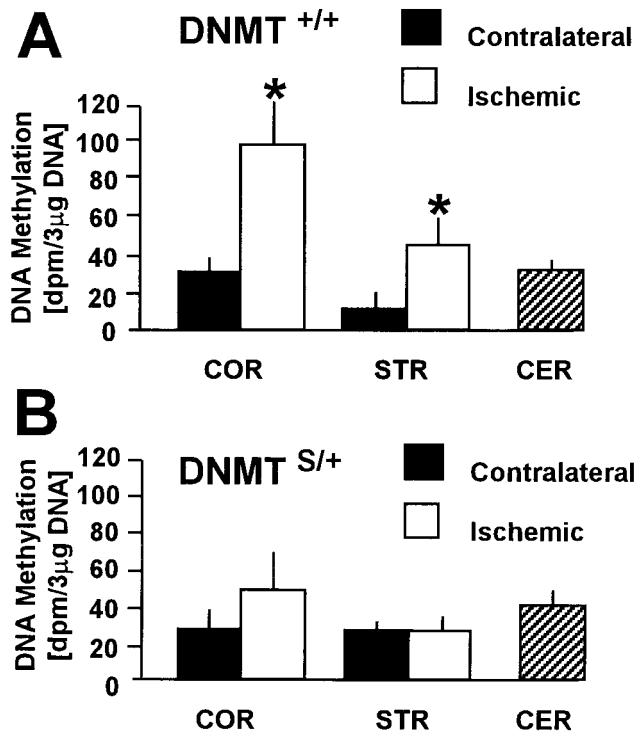 A
DNMT +/+
Contralateral
Ischemic
*
*
DNA Methylation
[dpm/3µg DNA]
120
100
80
60
40
20
0
COR
STR
CER
B
DNMT S/+
Contralateral
Ischemic
DNA Methylation
[dpm/3µg DNA]
120
100
80
60
40
20
0
COR
STR
CER